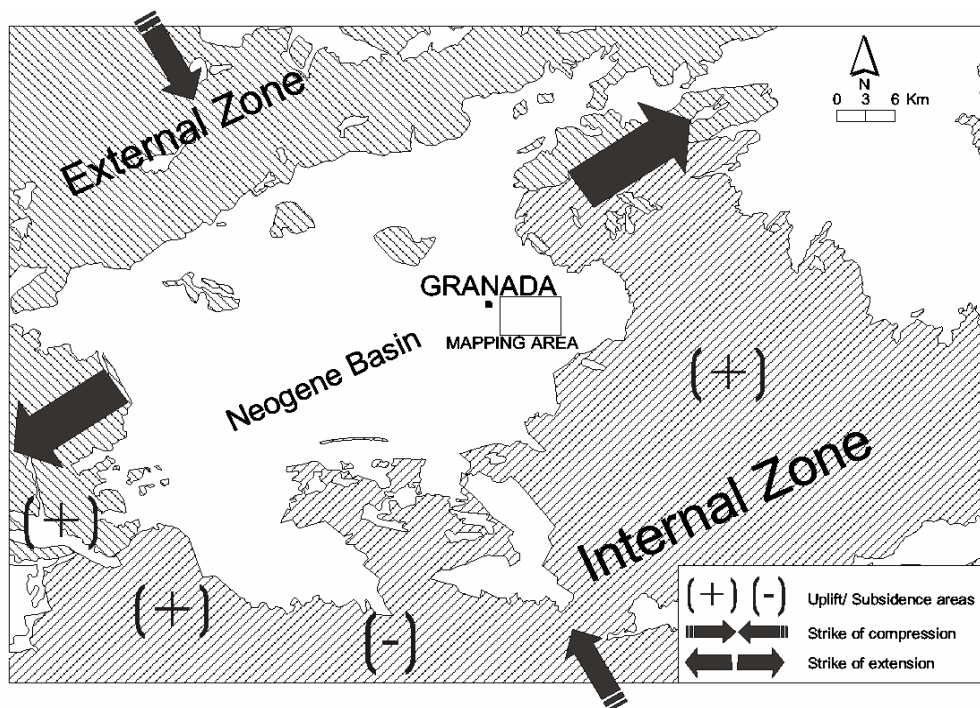 External Zone
N
0 3 6 Km
GRANADA
MAPPING AREA
Neogene Basin
(+)
Internal Zone
(+)
(+)
(-)
(+) (-) Uplift/ Subsidence areas
Strike of compression
Strike of extension